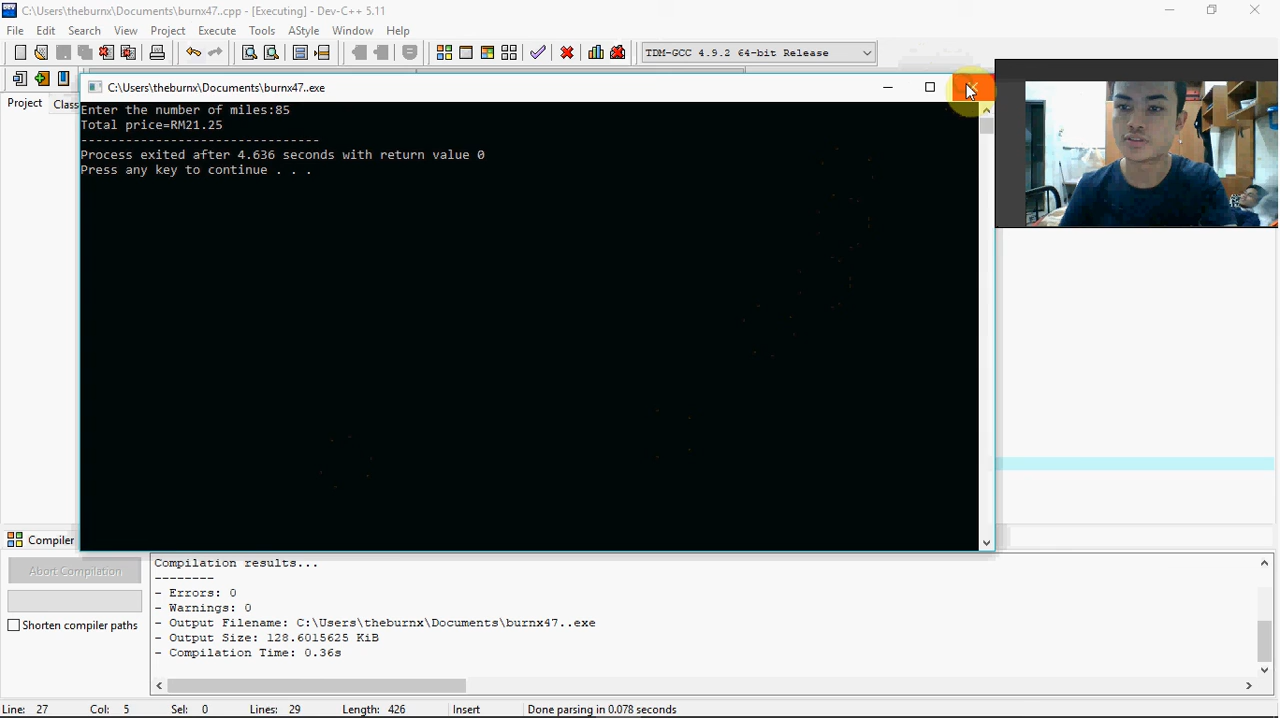 C:\Users\theburnx\Documents\burnx47..cpp - [Executing] - Dev-C++ 5.11
File Edit Search View Project Execute Tools AStyle Window Help
TDM-GCC 4.9.2 64-bit Release
C:\Users\theburnx\Documents\burnx47..exe
Project Class
Enter the number of miles:85
Total price=RM21.25
--------------------------------
Process exited after 4.636 seconds with return value 0
Press any key to continue . . .
Compiler
Abort Compilation
Shorten compiler paths
Compilation results...
--------
- Errors: 0
- Warnings: 0
- Output Filename: C:\Users\theburnx\Documents\burnx47..exe
- Output Size: 128.6015625 KiB
- Compilation Time: 0.36s
Line: 27 Col: 5 Sel: 0 Lines: 29 Length: 426 Insert Done parsing in 0.078 seconds